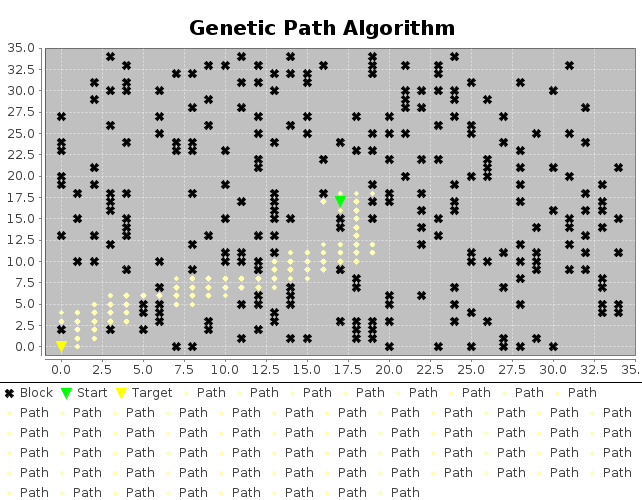 Genetic Path Algorithm
35.0
32.5
30.0
27.5
25.0
22.5
20.0
17.5
15.0
12.5
10.0
7.5
5.0
2.5
0.0
0.0 2.5 5.0 7.5 10.0 12.5 15.0 17.5 20.0 22.5 25.0 27.5 30.0 32.5 35.
Block Start Target Path Path Path Path Path Path Path Path
Path Path Path Path Path Path Path Path Path Path Path Path
Path Path Path Path Path Path Path Path Path Path Path Path
Path Path Path Path Path Path Path Path Path Path Path Path
Path Path Path Path Path Path Path Path Path Path Path Path
Path Path Path Path Path Path Path Path